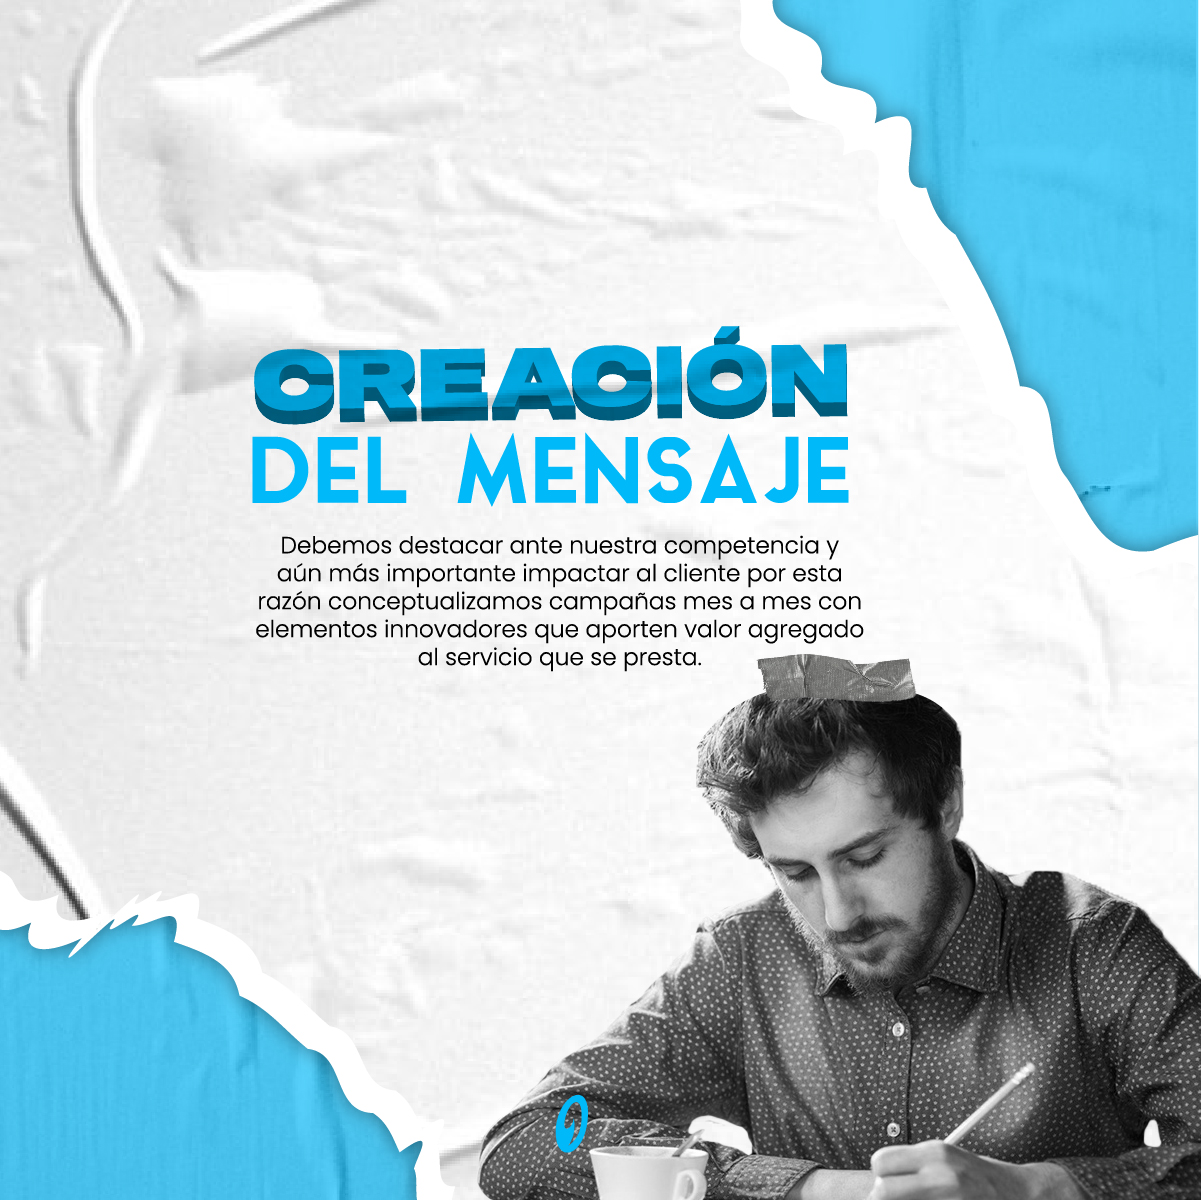 CREACIÓN
DEL MENSAJE
Debemos destacar ante nuestra competencia y
aún más importante impactar al cliente por esta
razón conceptualizamos campañas mes a mes con
elementos innovadores que aporten valor agregado
al servicio que se presta.